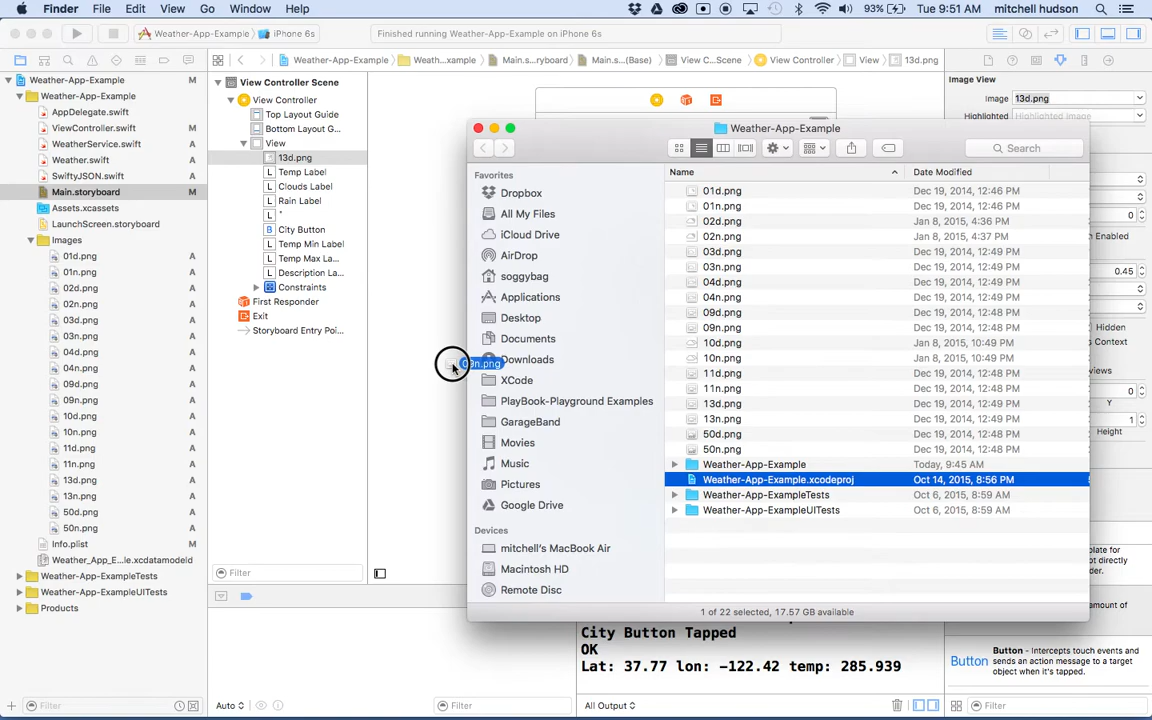 Finder File Edit View Go Window Help 93% Tue 9:51 AM mitchell hudson
Weather-App-Example iPhone 6s Finished running Weather-App-Example on iPhone 6s
Weather-App-Example Weath...xample Main.s...ryboard Main.s...(Base) View C...Scene View Controller View 13d.png
Weather-App-Example
Weather-App-Example
AppDelegate.swift
ViewController.swift M
WeatherService.swift M
Weather.swift M
SwiftyJSON.swift M
Main.storyboard M
Assets.xcassets
LaunchScreen.storyboard
Images
01d.png A
01n.png A
02d.png A
02n.png A
03d.png A
03n.png A
04d.png A
04n.png A
09d.png A
09n.png A
10d.png A
10n.png A
11d.png A
11n.png A
13d.png A
13n.png A
50d.png A
50n.png A
Info.plist
Weather_App_E...le.xcdatamodeld
Weather-App-ExampleTests
Weather-App-ExampleUITests
Products
Filter
View Controller Scene
View Controller
Top Layout Guide
Bottom Layout G...
View
13d.png
L Temp Label
L Clouds Label
L Rain Label
L °
B City Button
L Temp Min Label
L Temp Max La...
L Description La...
Constraints
First Responder
Exit
Storyboard Entry Poi...
Filter
Weather-App-Example
Search
Favorites
Dropbox
All My Files
iCloud Drive
AirDrop
soggybag
Applications
Desktop
Documents
Downloads
XCode
PlayBook-Playground Examples
GarageBand
Movies
Music
Pictures
Google Drive
Devices
mitchell's MacBook Air
Macintosh HD
Remote Disc
Name Date Modified
01d.png Dec 19, 2014, 12:46 PM
01n.png Dec 19, 2014, 12:46 PM
02d.png Jan 8, 2015, 4:36 PM
02n.png Jan 8, 2015, 4:37 PM
03d.png Dec 19, 2014, 12:49 PM
03n.png Dec 19, 2014, 12:49 PM
04d.png Dec 19, 2014, 12:49 PM
04n.png Dec 19, 2014, 12:49 PM
09d.png Dec 19, 2014, 12:49 PM
09n.png Dec 19, 2014, 12:49 PM
10d.png Jan 8, 2015, 10:49 PM
10n.png Jan 8, 2015, 10:49 PM
11d.png Dec 19, 2014, 12:48 PM
11n.png Dec 19, 2014, 12:48 PM
13d.png Dec 19, 2014, 12:48 PM
13n.png Dec 19, 2014, 12:48 PM
50d.png Dec 19, 2014, 12:48 PM
50n.png Dec 19, 2014, 12:48 PM
Weather-App-Example Today, 9:45 AM
Weather-App-Example.xcodeproj Oct 14, 2015, 8:56 PM
Weather-App-ExampleTests Oct 6, 2015, 8:59 AM
Weather-App-ExampleUITests Oct 6, 2015, 8:59 AM
1 of 22 selected, 17.57 GB available
Image View
Image 13d.png
Highlighted Highlighted Image
0
Enabled
0.45
Hidden
Context
views
0
Y
1
Height
plate for
not directly
der.
amount of
Button Button - Intercepts touch events and
sends an action message to a target
object when it's tapped.
Filter
City Button Tapped
OK
Lat: 37.77 lon: −122.42 temp: 285.939
Auto Filter All Output